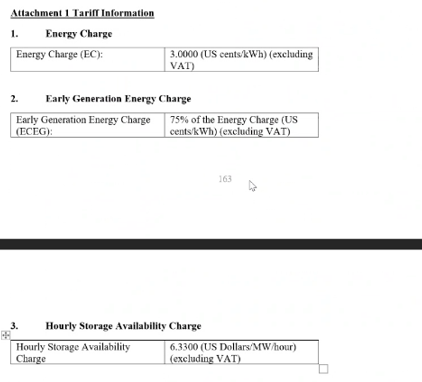 Attachment 1 Tariff Information
1. Energy Charge
Energy Charge (EC): 3.0000 (US cents/kWh) (excluding
VAT)
2. Early Generation Energy Charge
Early Generation Energy Charge 75% of the Energy Charge (US
(ECEG): cents/kWh) (excluding VAT)
163
3. Hourly Storage Availability Charge
Hourly Storage Availability 6.3300 (US Dollars/MW/hour)
Charge (excluding VAT)